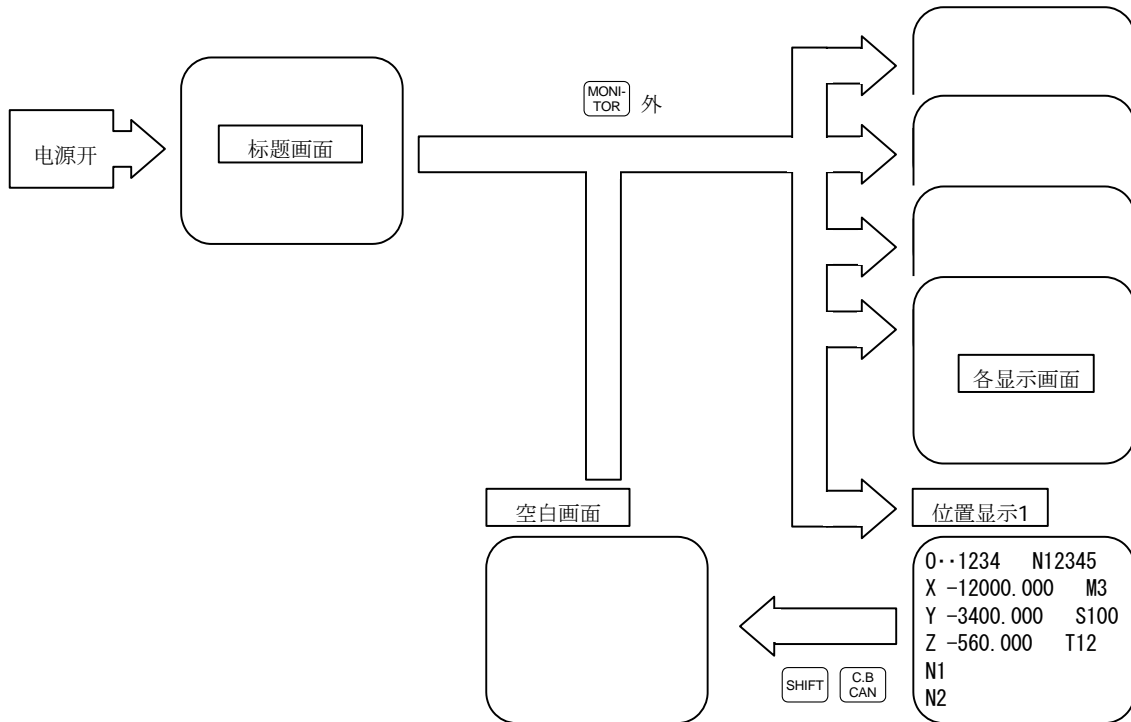 MONI-
TOR 外
电源开
标题画面
各显示画面
空白画面
位置显示1
O··1234 N12345
X -12000.000 M3
Y -3400.000 S100
Z -560.000 T12
N1
N2
SHIFT
C.B
CAN